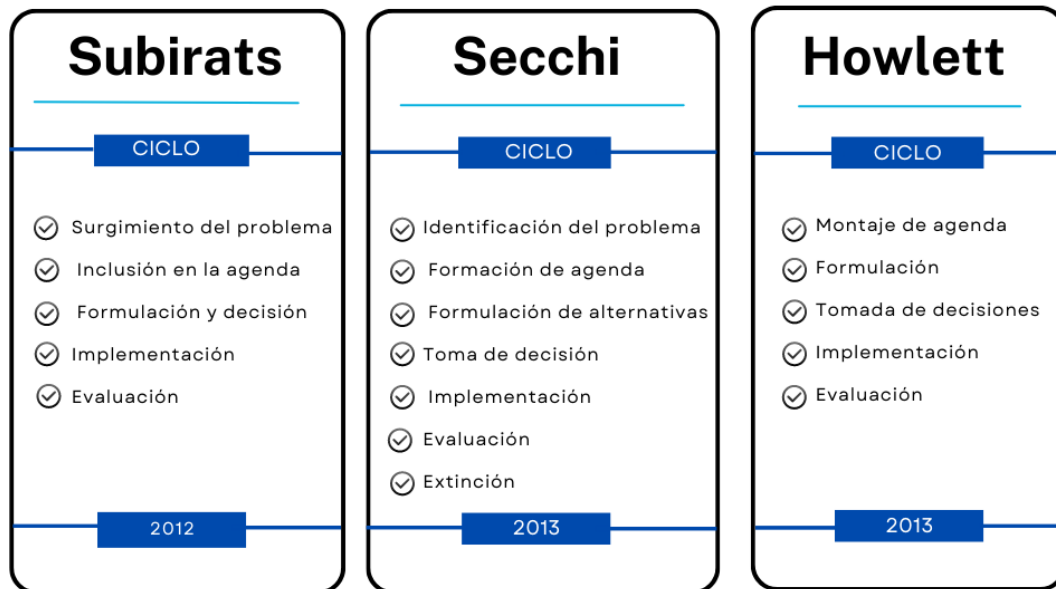 Subirats
CICLO
Surgimiento del problema
Inclusión en la agenda
Formulación y decisión
Implementación
Evaluación
2012
Secchi
CICLO
Identificación del problema
Formación de agenda
Formulación de alternativas
Toma de decisión
Implementación
Evaluación
Extinción
2013
Howlett
CICLO
Montaje de agenda
Formulación
Tomada de decisiones
Implementación
Evaluación
2013